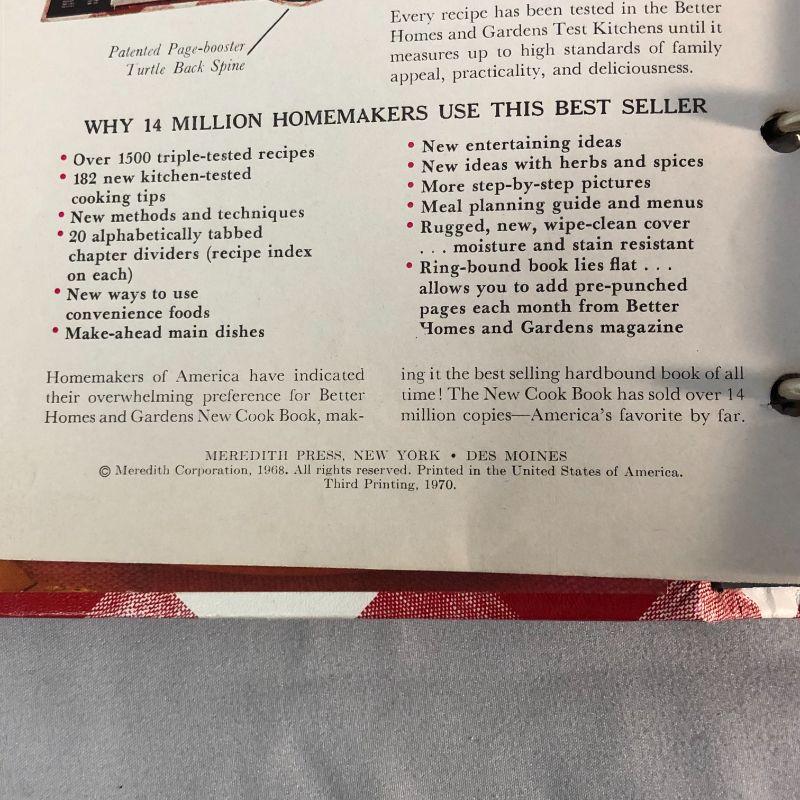 Patented Page-booster
Turtle Back Spine
Every recipe has been tested in the Better
Homes and Gardens Test Kitchens until it
measures up to high standards of family
appeal, practicality, and deliciousness.
WHY 14 MILLION HOMEMAKERS USE THIS BEST SELLER
• Over 1500 triple-tested recipes
• 182 new kitchen-tested
cooking tips
• New methods and techniques
• 20 alphabetically tabbed
chapter dividers (recipe index
on each)
• New ways to use
convenience foods
• Make-ahead main dishes
• New entertaining ideas
• New ideas with herbs and spices
• More step-by-step pictures
• Meal planning guide and menus
• Rugged, new, wipe-clean cover
. . . moisture and stain resistant
• Ring-bound book lies flat . . .
allows you to add pre-punched
pages each month from Better
Homes and Gardens magazine
Homemakers of America have indicated
their overwhelming preference for Better
Homes and Gardens New Cook Book, mak-
ing it the best selling hardbound book of all
time! The New Cook Book has sold over 14
million copies—America's favorite by far.
MEREDITH PRESS, NEW YORK • DES MOINES
© Meredith Corporation, 1968. All rights reserved. Printed in the United States of America.
Third Printing, 1970.